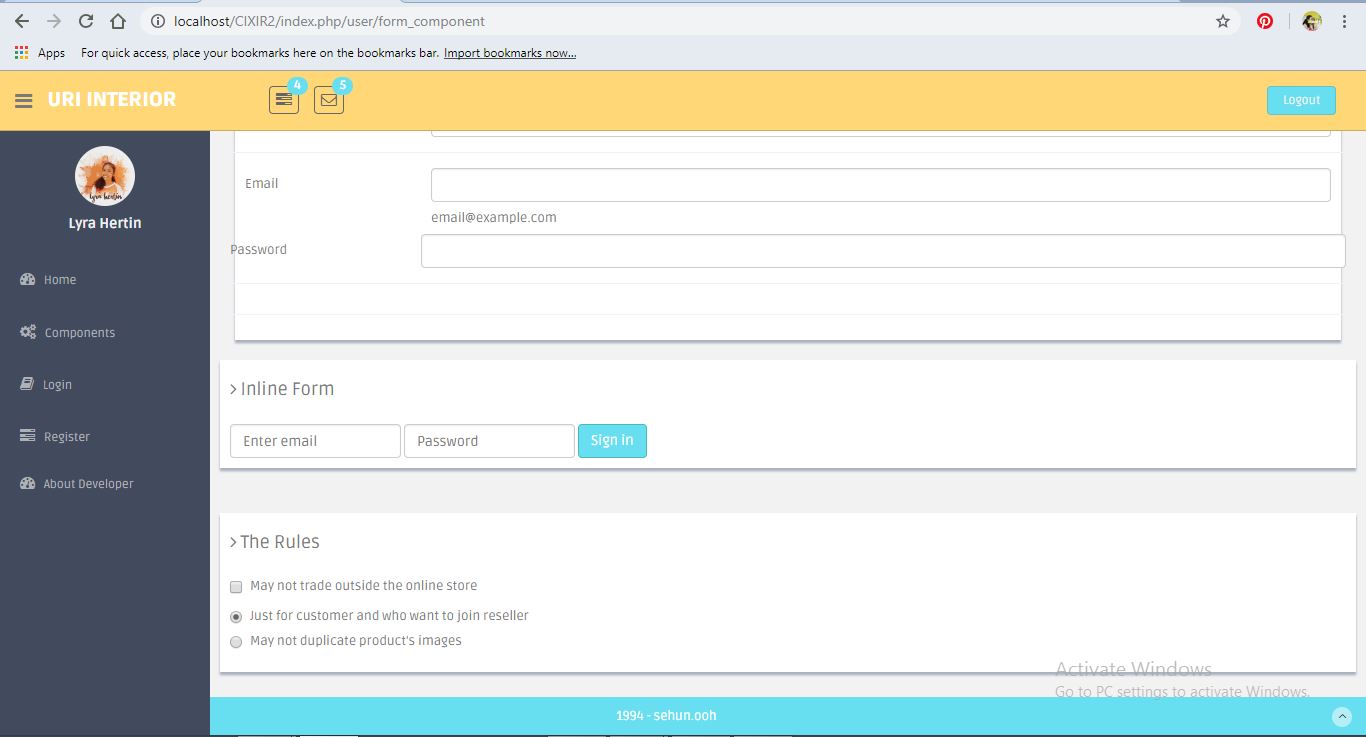 localhost/CIXIR2/index.php/user/form_component
Apps For quick access, place your bookmarks here on the bookmarks bar. Import bookmarks now...
URI INTERIOR 4 5 Logout
lyra hertin
Lyra Hertin
Home
Components
Login
Register
About Developer
Email
email@example.com
Password
> Inline Form
Enter email Password Sign in
> The Rules
May not trade outside the online store
Just for customer and who want to join reseller
May not duplicate product's images
Activate Windows
Go to PC settings to activate Windows.
1994 - sehun.ooh